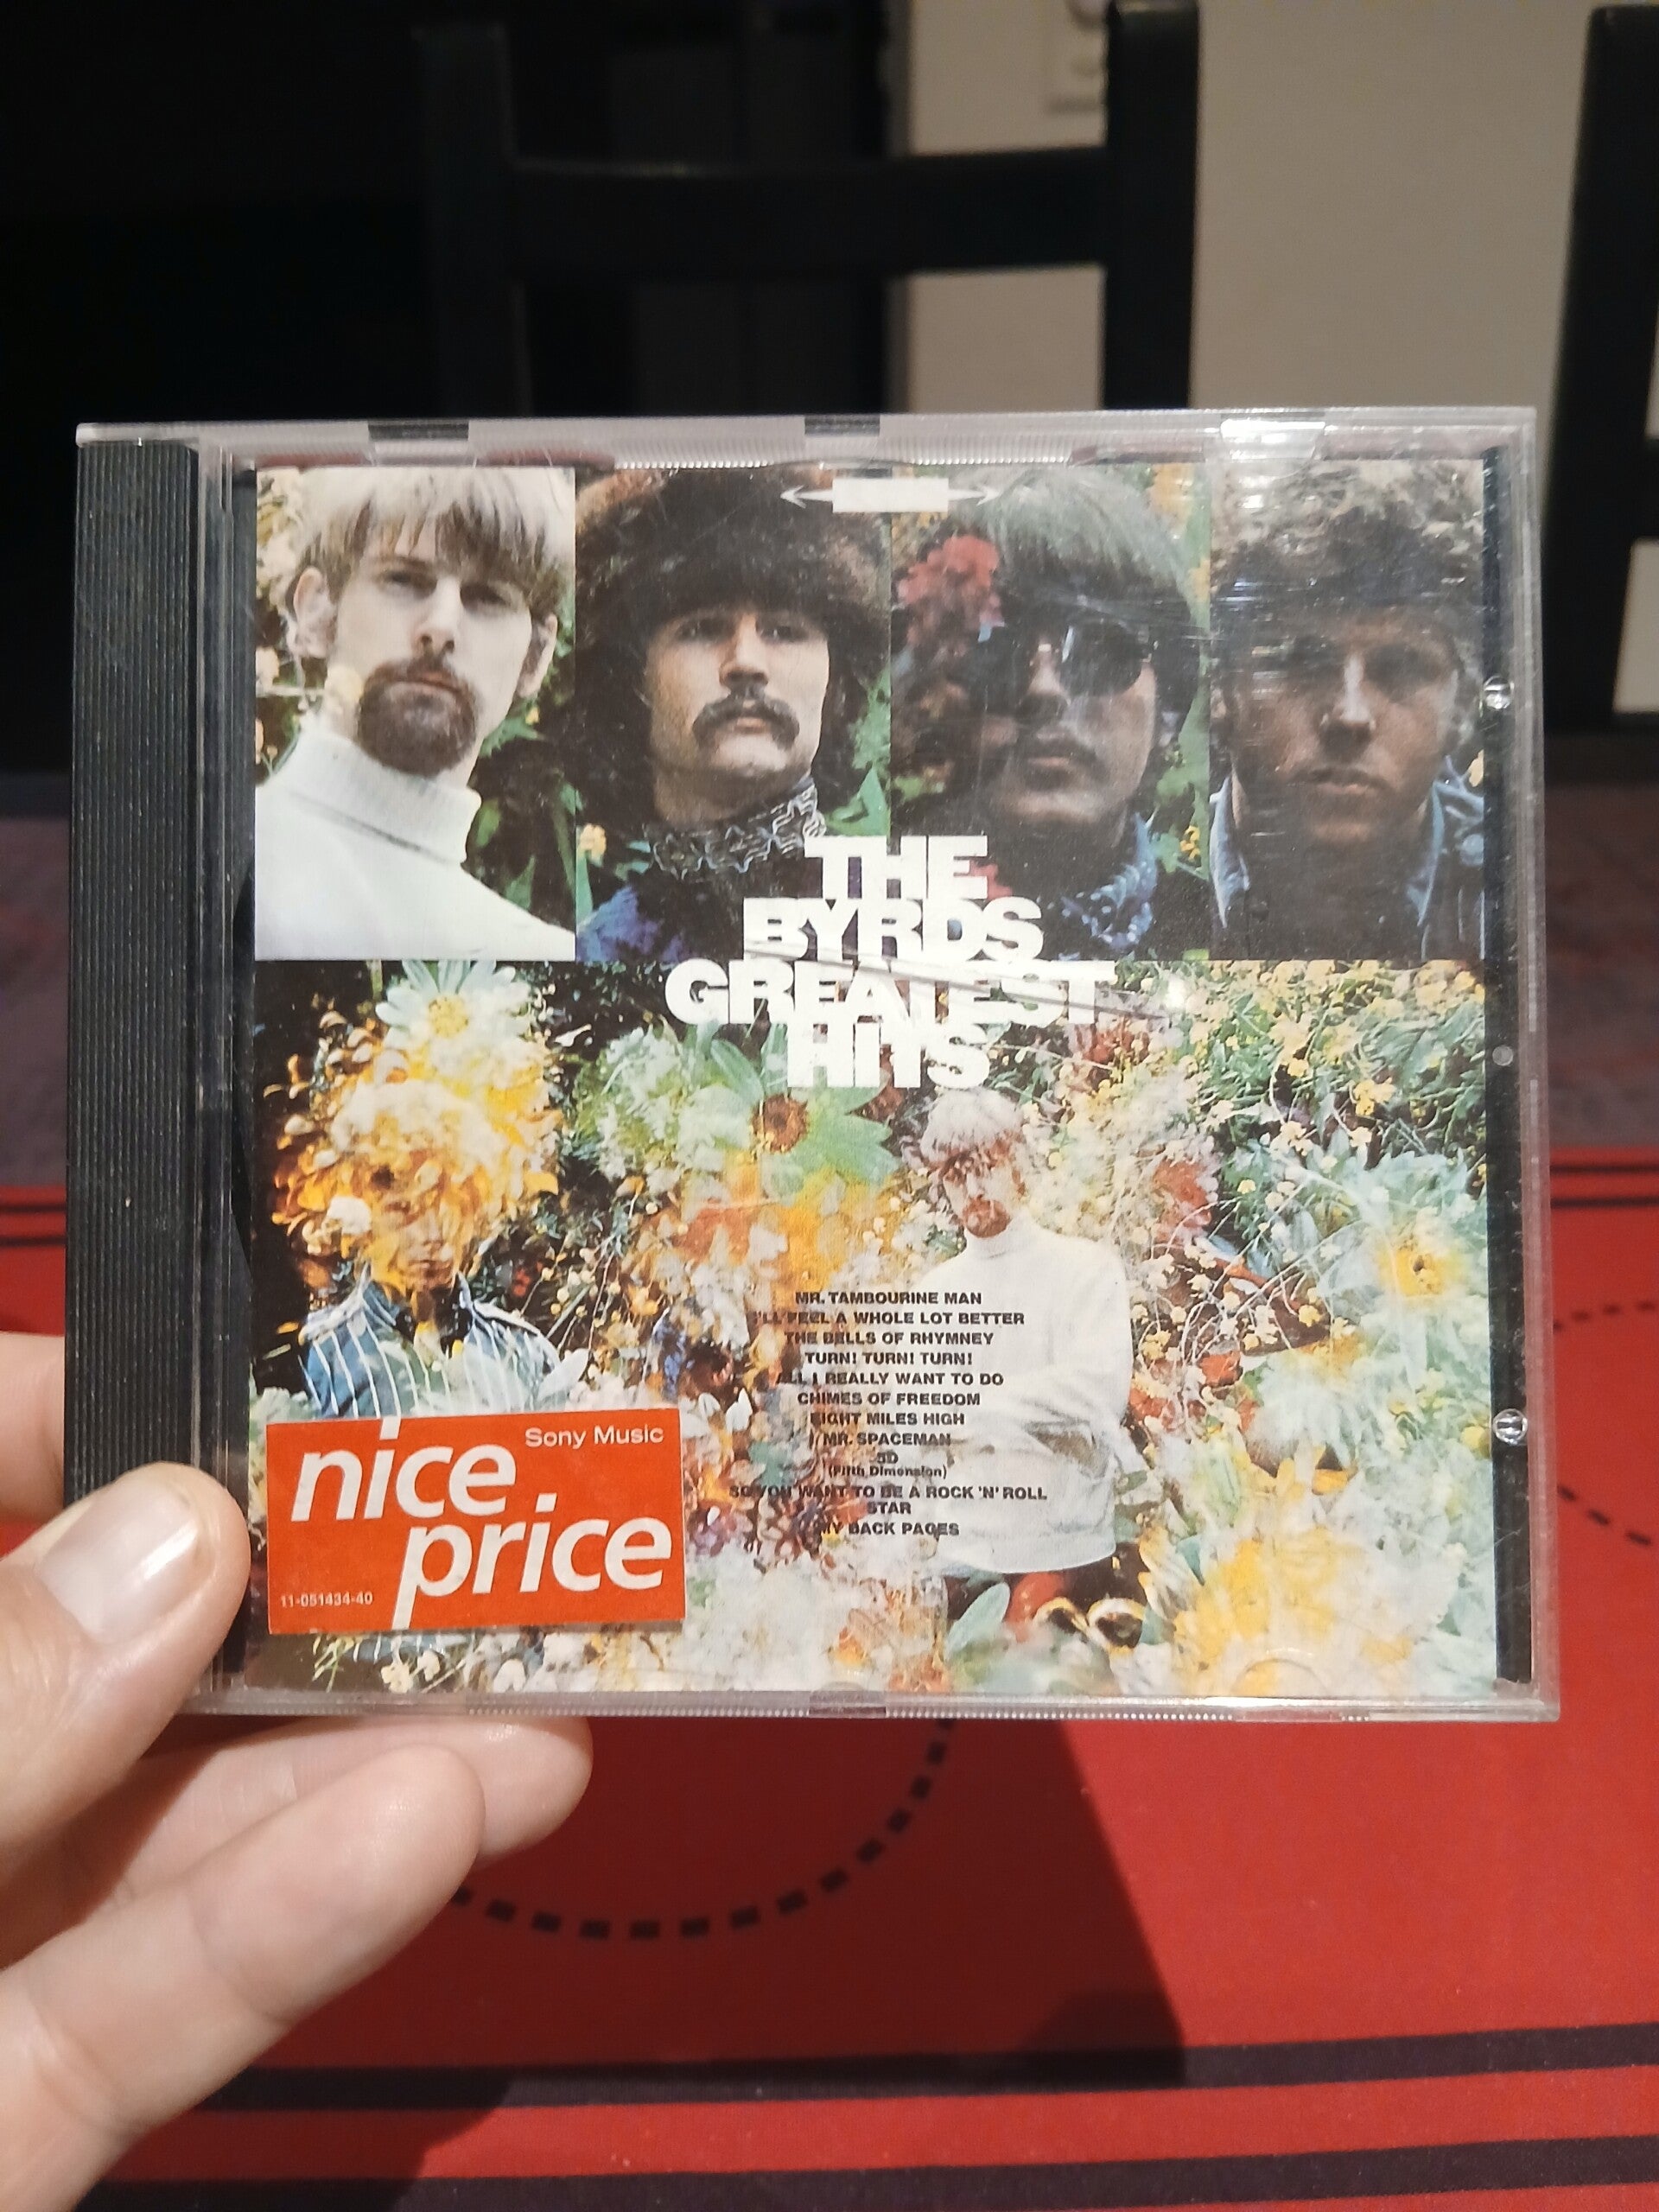 THE
BYRDS
GREATEST
HITS
MR. TAMBOURINE MAN
I'LL FEEL A WHOLE LOT BETTER
THE BELLS OF RHYMNEY
TURN! TURN! TURN!
ALL I REALLY WANT TO DO
CHIMES OF FREEDOM
EIGHT MILES HIGH
MR. SPACEMAN
5D
(Fifth Dimension)
SO YOU WANT TO BE A ROCK 'N' ROLL
STAR
MY BACK PAGES
Sony Music
nice
price
11-051434-40